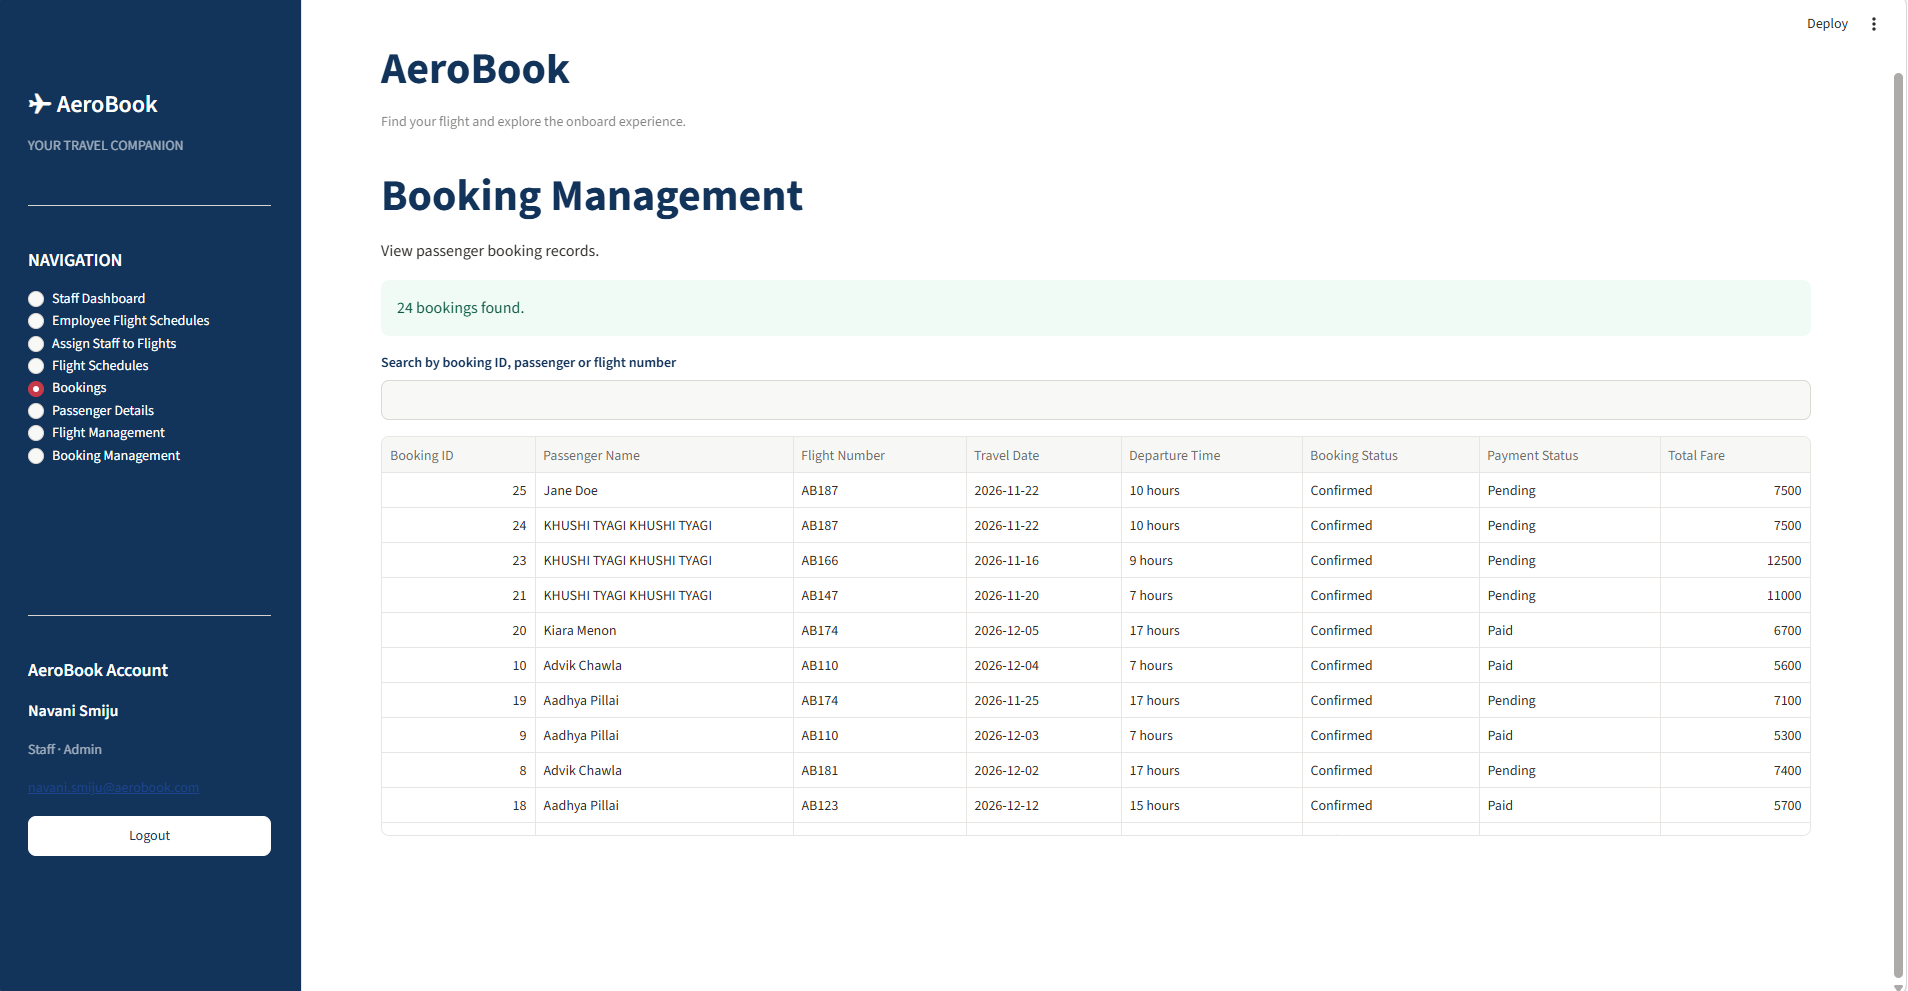 Deploy
✈ AeroBook
YOUR TRAVEL COMPANION
NAVIGATION
Staff Dashboard
Employee Flight Schedules
Assign Staff to Flights
Flight Schedules
Bookings
Passenger Details
Flight Management
Booking Management
AeroBook Account
Navani Smiju
Staff · Admin
navani.smiju@aerobook.com
Logout
AeroBook
Find your flight and explore the onboard experience.
Booking Management
View passenger booking records.
24 bookings found.
Search by booking ID, passenger or flight number
Booking ID Passenger Name Flight Number Travel Date Departure Time Booking Status Payment Status Total Fare
25 Jane Doe AB187 2026-11-22 10 hours Confirmed Pending 7500
24 KHUSHI TYAGI KHUSHI TYAGI AB187 2026-11-22 10 hours Confirmed Pending 7500
23 KHUSHI TYAGI KHUSHI TYAGI AB166 2026-11-16 9 hours Confirmed Pending 12500
21 KHUSHI TYAGI KHUSHI TYAGI AB147 2026-11-20 7 hours Confirmed Pending 11000
20 Kiara Menon AB174 2026-12-05 17 hours Confirmed Paid 6700
10 Advik Chawla AB110 2026-12-04 7 hours Confirmed Paid 5600
19 Aadhya Pillai AB174 2026-11-25 17 hours Confirmed Pending 7100
9 Aadhya Pillai AB110 2026-12-03 7 hours Confirmed Paid 5300
8 Advik Chawla AB181 2026-12-02 17 hours Confirmed Pending 7400
18 Aadhya Pillai AB123 2026-12-12 15 hours Confirmed Paid 5700